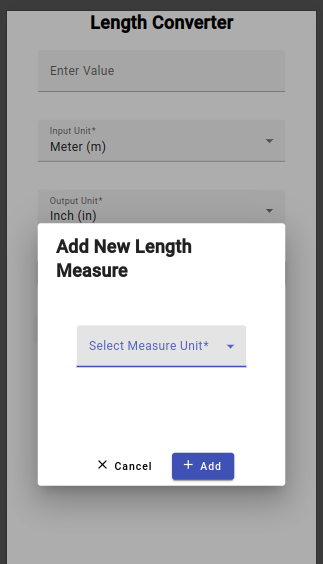 Length Converter
Enter Value
Input Unit*
Meter (m)
Output Unit*
Inch (in)
Add New Length
Measure
Select Measure Unit*
Cancel
Add